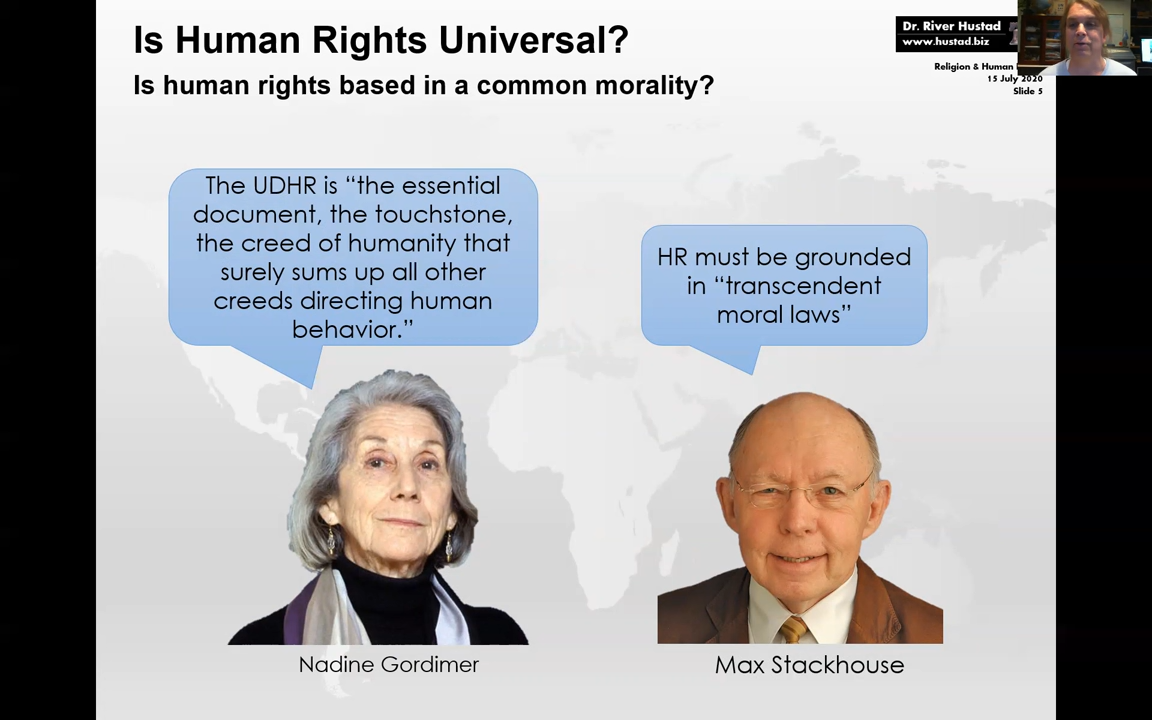 Is Human Rights Universal?
Is human rights based in a common morality?
Dr. River Hustad
www.hustad.biz
Religion & Human
15 July 2020
Slide 5
The UDHR is “the essential
document, the touchstone,
the creed of humanity that
surely sums up all other
creeds directing human
behavior.”
HR must be grounded
in “transcendent
moral laws”
Nadine Gordimer
Max Stackhouse